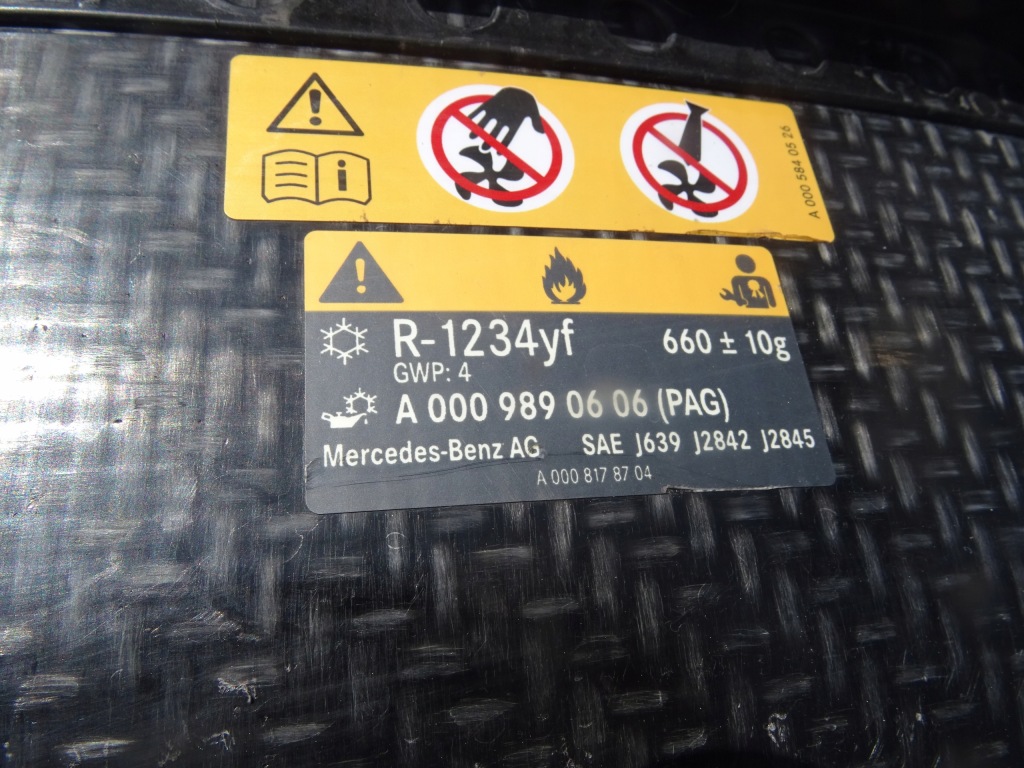 A 000 584 05 26
R-1234yf 660 ± 10g
GWP: 4
A 000 989 06 06 (PAG)
Mercedes-Benz AG SAE J639 J2842 J2845
A 000 817 87 04